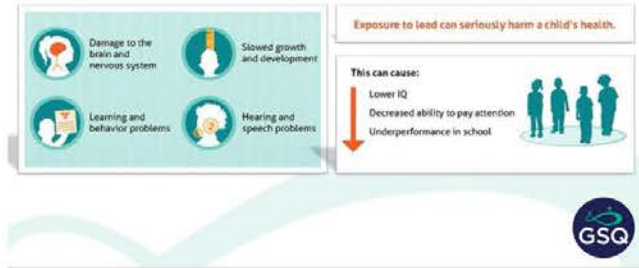 Damage to the
brain and
nervous system
Slowed growth
and development
Learning and
behavior problems
Hearing and
speech problems
Exposure to lead can seriously harm a child's health.
This can cause:
Lower IQ
Decreased ability to pay attention
Underperformance in school
GSQ